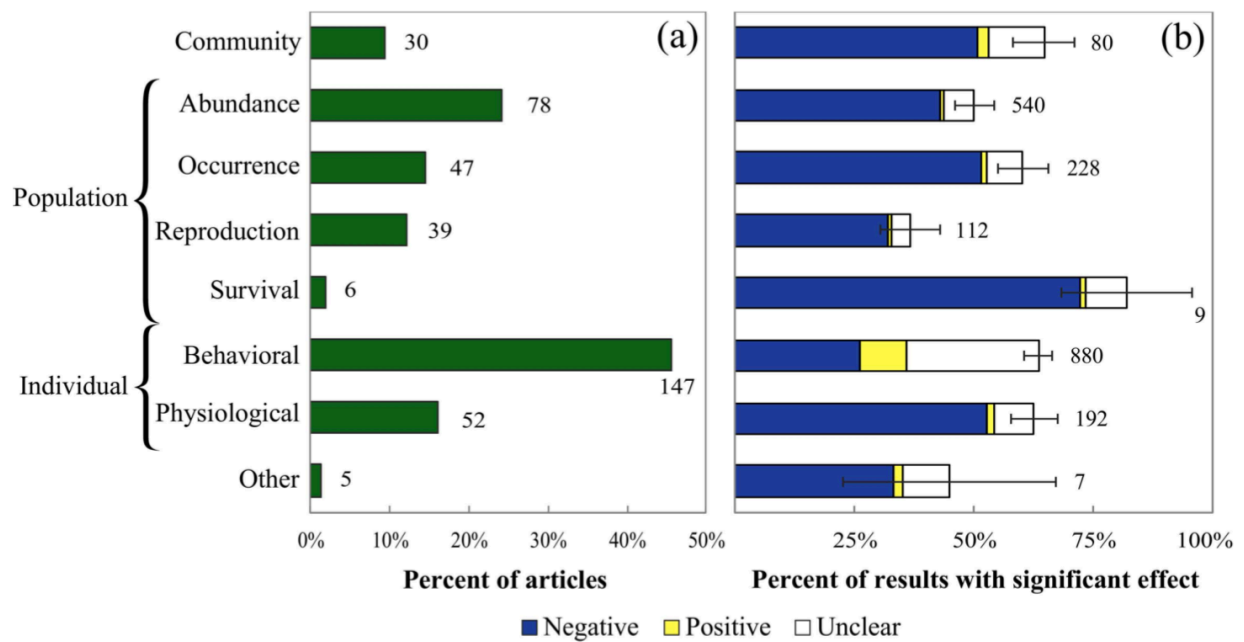 (a) (b)
Community 30 80
Abundance 78 540
Occurrence 47 228
Population
Reproduction 39 112
Survival 6 9
Behavioral 147 880
Individual
Physiological 52 192
Other 5 7
0% 10% 20% 30% 40% 50% 25% 50% 75% 100%
Percent of articles Percent of results with significant effect
Negative Positive Unclear